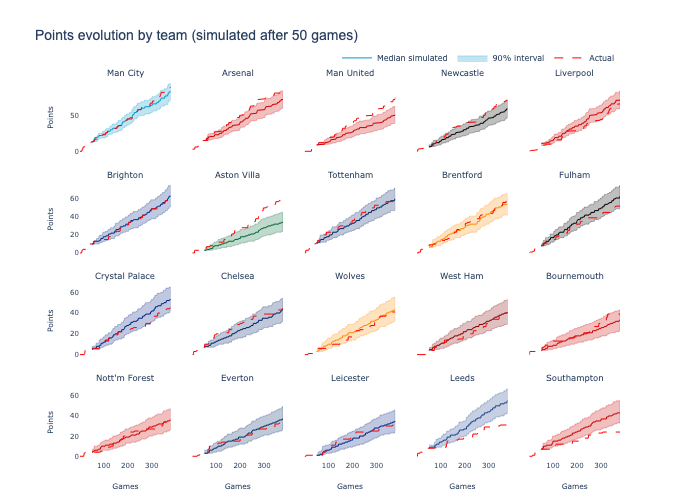 Points evolution by team (simulated after 50 games)
Median simulated 90% interval Actual
Man City Arsenal Man United Newcastle Liverpool
Points
50
0
Brighton Aston Villa Tottenham Brentford Fulham
Points
60
40
20
0
Crystal Palace Chelsea Wolves West Ham Bournemouth
Points
60
40
20
0
Nott'm Forest Everton Leicester Leeds Southampton
Points
60
40
20
0
100 200 300 100 200 300 100 200 300 100 200 300 100 200 300
Games Games Games Games Games